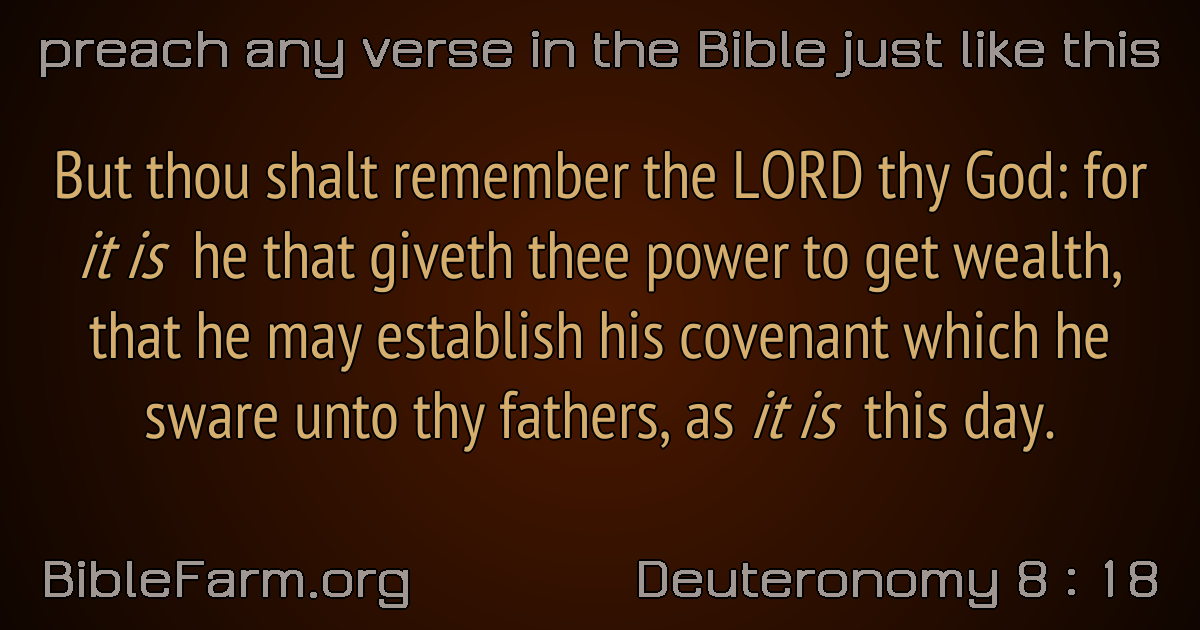 preach any verse in the Bible just like this
But thou shalt remember the LORD thy God: for
it is he that giveth thee power to get wealth,
that he may establish his covenant which he
sware unto thy fathers, as it is this day.
BibleFarm.org
Deuteronomy 8 : 18